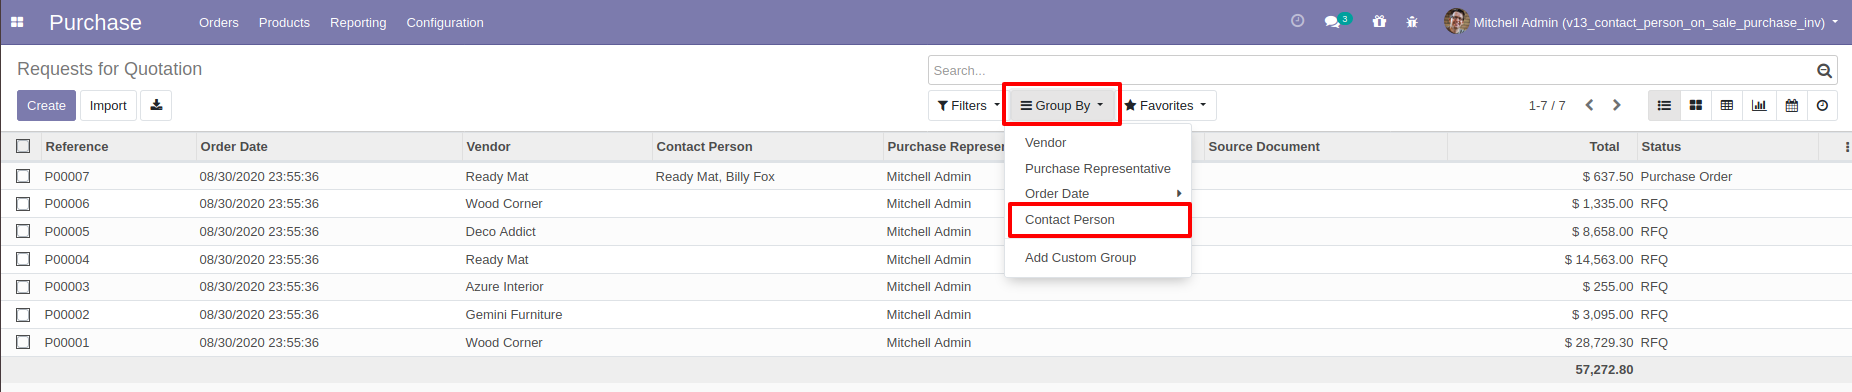 Purchase Orders Products Reporting Configuration 3 Mitchell Admin (v13_contact_person_on_sale_purchase_inv)
Requests for Quotation Search...
Create Import Filters Group By Favorites 1-7 / 7
Reference Order Date Vendor Contact Person Purchase Represen Source Document Total Status
P00007 08/30/2020 23:55:36 Ready Mat Ready Mat, Billy Fox Mitchell Admin $ 637.50 Purchase Order
P00006 08/30/2020 23:55:36 Wood Corner Mitchell Admin $ 1,335.00 RFQ
P00005 08/30/2020 23:55:36 Deco Addict Mitchell Admin $ 8,658.00 RFQ
P00004 08/30/2020 23:55:36 Ready Mat Mitchell Admin $ 14,563.00 RFQ
P00003 08/30/2020 23:55:36 Azure Interior Mitchell Admin $ 255.00 RFQ
P00002 08/30/2020 23:55:36 Gemini Furniture Mitchell Admin $ 3,095.00 RFQ
P00001 08/30/2020 23:55:36 Wood Corner Mitchell Admin $ 28,729.30 RFQ
57,272.80
Vendor
Purchase Representative
Order Date
Contact Person
Add Custom Group